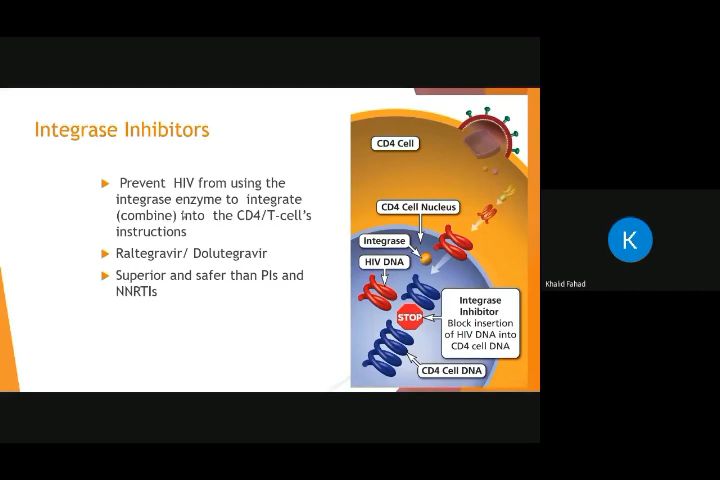 Integrase Inhibitors
Prevent HIV from using the
integrase enzyme to integrate
(combine) into the CD4/T-cell's
instructions
Raltegravir/ Dolutegravir
Superior and safer than PIs and
NNRTIs
CD4 Cell
CD4 Cell Nucleus
Integrase
HIV DNA
STOP
Integrase
Inhibitor
Block insertion
of HIV DNA into
CD4 cell DNA
CD4 Cell DNA
K
Khalid Fahad